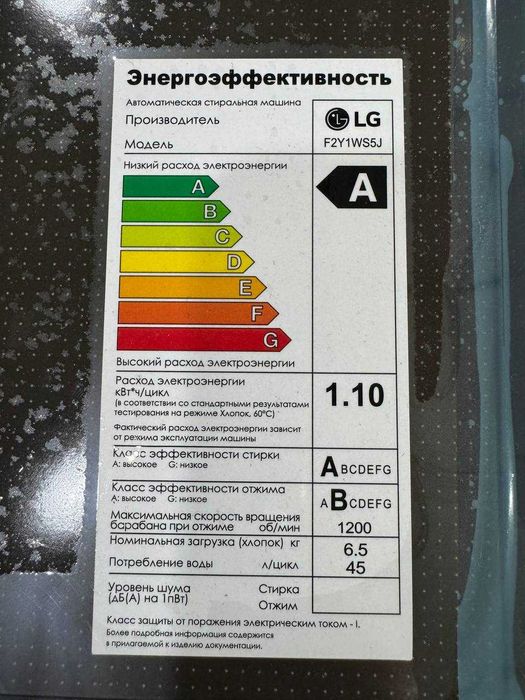 Энергоэффективность
Автоматическая стиральная машина
Производитель LG
Модель F2Y1WS5J
Низкий расход электроэнергии
A A
B
C
D
E
F
G
Высокий расход электроэнергии
Расход электроэнергии
кВт*ч/цикл 1.10
(в соответствии со стандартными результатами
тестирования на режиме Хлопок, 60°C)
Фактический расход электроэнергии зависит
от режима эксплуатации машины
Класс эффективности стирки ABCDEFG
A: высокое G: низкое
Класс эффективности отжима ABCDEFG
A: высокое G: низкое
Максимальная скорость вращения
барабана при отжиме об/мин 1200
Номинальная загрузка (хлопок) кг 6.5
Потребление воды л/цикл 45
Уровень шума Стирка
(дБ(А) на 1пВт) Отжим
Класс защиты от поражения электрическим током - I.
Более подробная информация содержится
в прилагаемой к изделию документации.